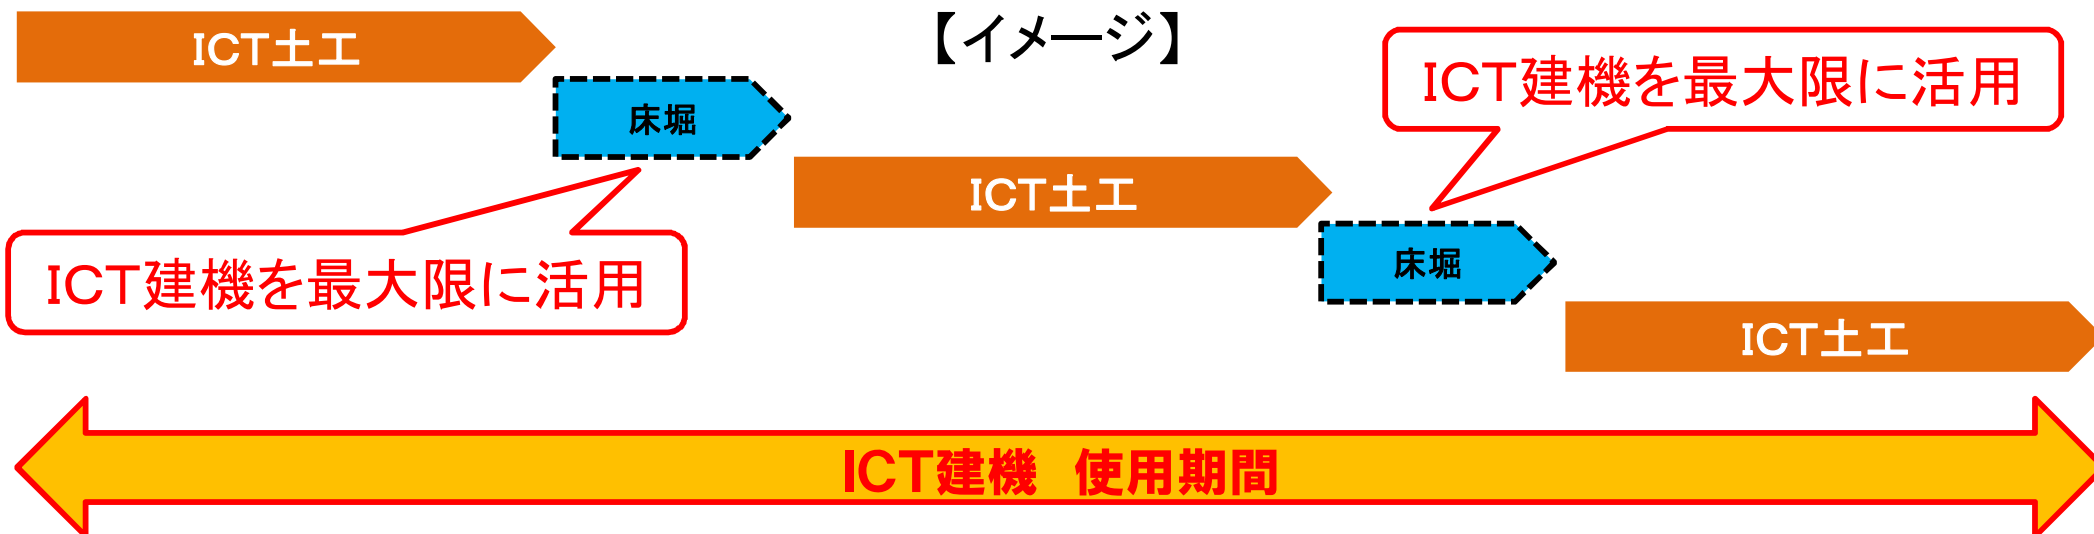 【イメージ】
ICT土工
ICT建機を最大限に活用
床堀
ICT土工
ICT建機を最大限に活用
床堀
ICT土工
ICT建機　使用期間